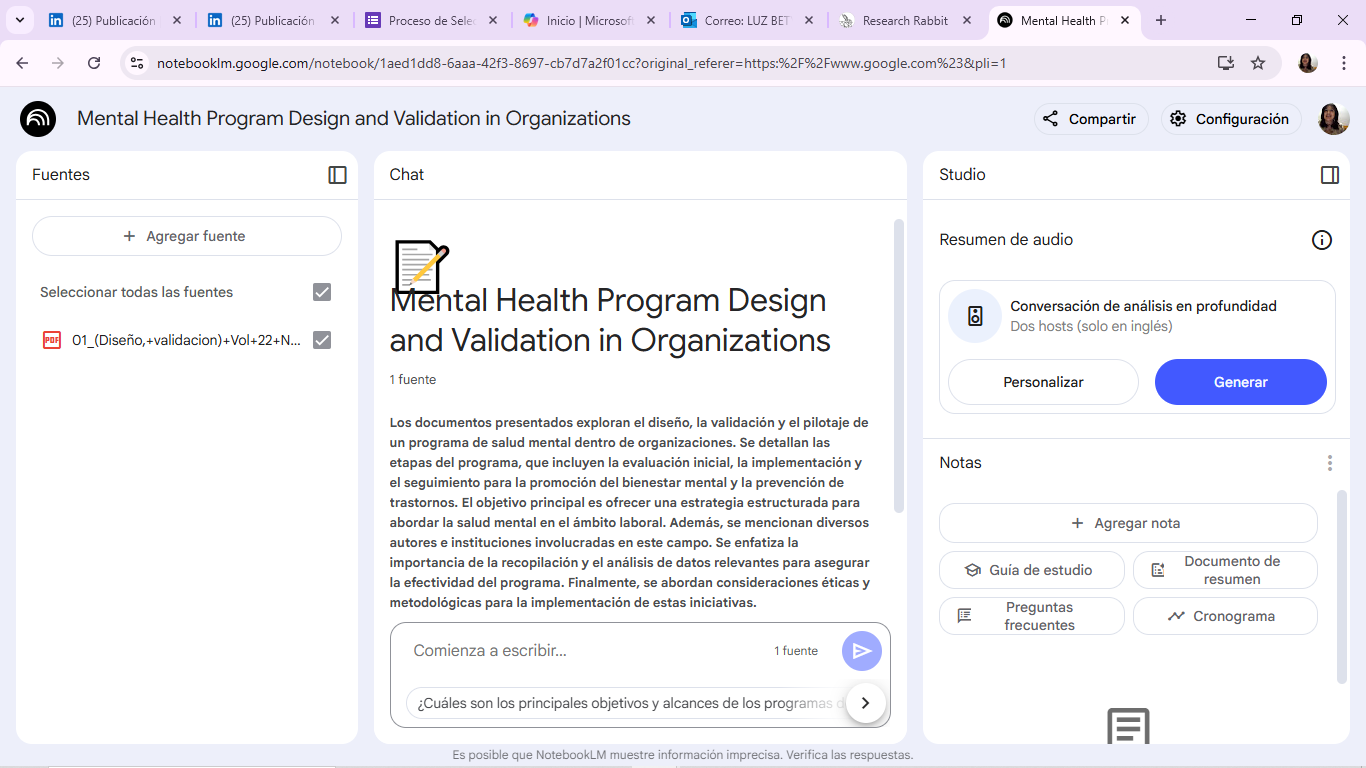 (25) Publicación
(25) Publicación
Proceso de Selec
Inicio | Microsoft
Correo: LUZ BET
Research Rabbit
Mental Health P
notebooklm.google.com/notebook/1aed1dd8-6aaa-42f3-8697-cb7d7a2f01cc?original_referer=https:%2F%2Fwww.google.com%23&pli=1
Mental Health Program Design and Validation in Organizations
Compartir
Configuración
Fuentes
Agregar fuente
Seleccionar todas las fuentes
PDF
01_(Diseño,+validacion)+Vol+22+N...
Chat
Mental Health Program Design
and Validation in Organizations
1 fuente
Los documentos presentados exploran el diseño, la validación y el pilotaje de
un programa de salud mental dentro de organizaciones. Se detallan las
etapas del programa, que incluyen la evaluación inicial, la implementación y
el seguimiento para la promoción del bienestar mental y la prevención de
trastornos. El objetivo principal es ofrecer una estrategia estructurada para
abordar la salud mental en el ámbito laboral. Además, se mencionan diversos
autores e instituciones involucradas en este campo. Se enfatiza la
importancia de la recopilación y el análisis de datos relevantes para asegurar
la efectividad del programa. Finalmente, se abordan consideraciones éticas y
metodológicas para la implementación de estas iniciativas.
Comienza a escribir...
1 fuente
¿Cuáles son los principales objetivos y alcances de los programas d
Studio
Resumen de audio
Conversación de análisis en profundidad
Dos hosts (solo en inglés)
Personalizar
Generar
Notas
Agregar nota
Guía de estudio
Documento de
resumen
Preguntas
frecuentes
Cronograma
Es posible que NotebookLM muestre información imprecisa. Verifica las respuestas.